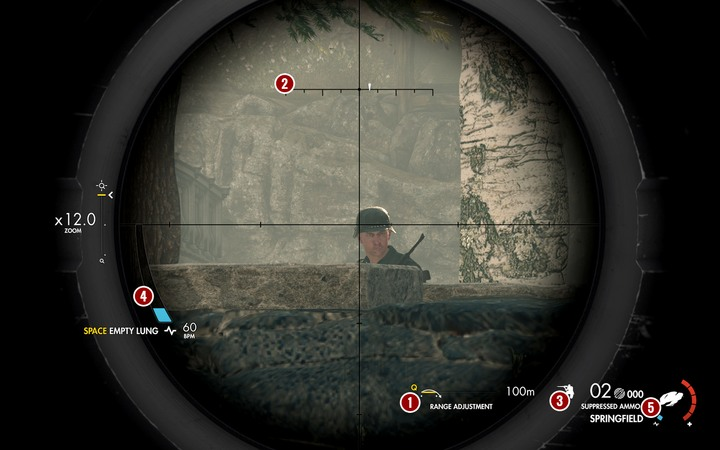 2
x12.0
ZOOM
4
SPACE EMPTY LUNG 60
BPM
Q
1
RANGE ADJUSTMENT
100m
3
02 000
SUPPRESSED AMMO
5
SPRINGFIELD